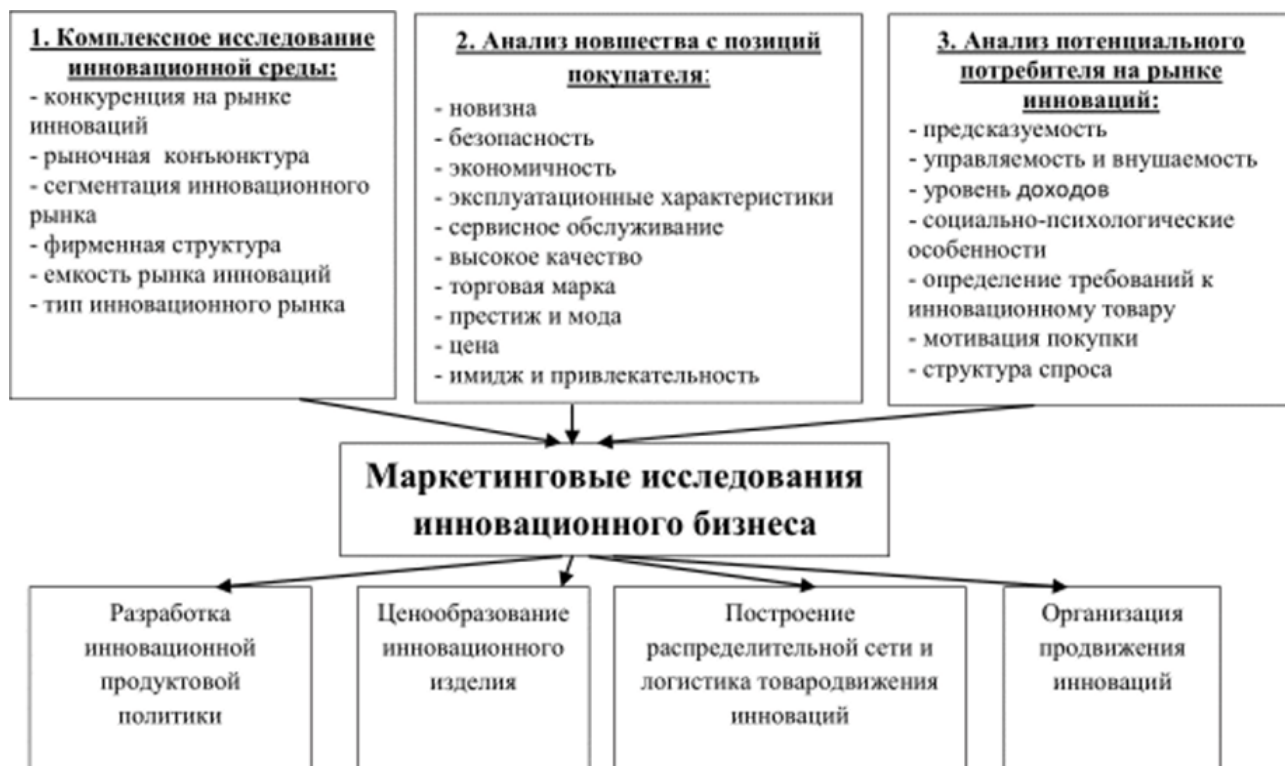 1. Комплексное исследование
инновационной среды:
- конкуренция на рынке
инноваций
- рыночная конъюнктура
- сегментация инновационного
рынка
- фирменная структура
- емкость рынка инноваций
- тип инновационного рынка
2. Анализ новшества с позиций
покупателя:
- новизна
- безопасность
- экономичность
- эксплуатационные характеристики
- сервисное обслуживание
- высокое качество
- торговая марка
- престиж и мода
- цена
- имидж и привлекательность
3. Анализ потенциального
потребителя на рынке
инноваций:
- предсказуемость
- управляемость и внушаемость
- уровень доходов
- социально-психологические
особенности
- определение требований к
инновационному товару
- мотивация покупки
- структура спроса
Маркетинговые исследования
инновационного бизнеса
Разработка
инновационной
продуктовой
политики
Ценообразование
инновационного
изделия
Построение
распределительной сети и
логистика товародвижения
инноваций
Организация
продвижения
инноваций